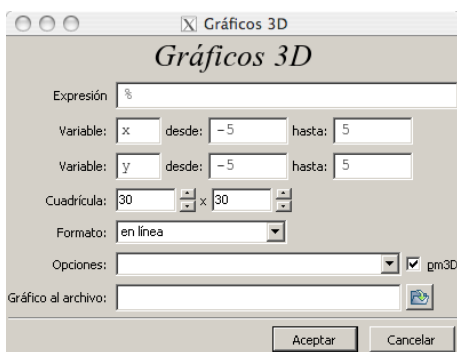 Gráficos 3D
Gráficos 3D
Expresión %
Variable: x desde: -5 hasta: 5
Variable: y desde: -5 hasta: 5
Cuadrícula: 30 x 30
Formato: en línea
Opciones: pm3D
Gráfico al archivo:
Aceptar Cancelar